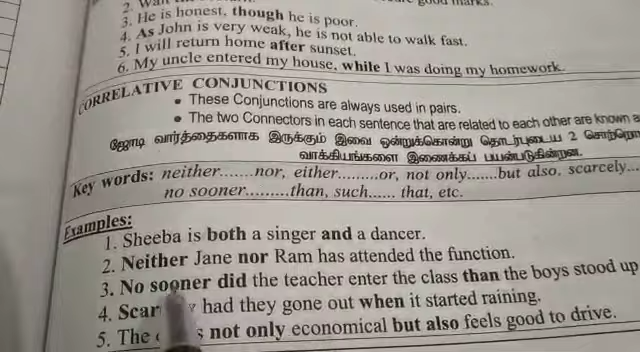 2.
good marks.
3. He is honest, though he is poor.
4. As John is very weak, he is not able to walk fast.
5. I will return home after sunset.
6. My uncle entered my house, while I was doing my homework.
CORRELATIVE CONJUNCTIONS
• These Conjunctions are always used in pairs.
• The two Connectors in each sentence that are related to each other are known a
ஜோடி வார்த்தைகளாக இருக்கும் இவை ஒன்றுக்கொன்று தொடர்புடைய 2
வாக்கியங்களை இணைக்கப் பயன்படுகின்றன.
Key words: neither.......nor, either.........or, not only.......but also, scarcely...
no sooner.........than, such...... that, etc.
Examples:
1. Sheeba is both a singer and a dancer.
2. Neither Jane nor Ram has attended the function.
3. No sooner did the teacher enter the class than the boys stood up
4. Scar had they gone out when it started raining.
5. The not only economical but also feels good to drive.